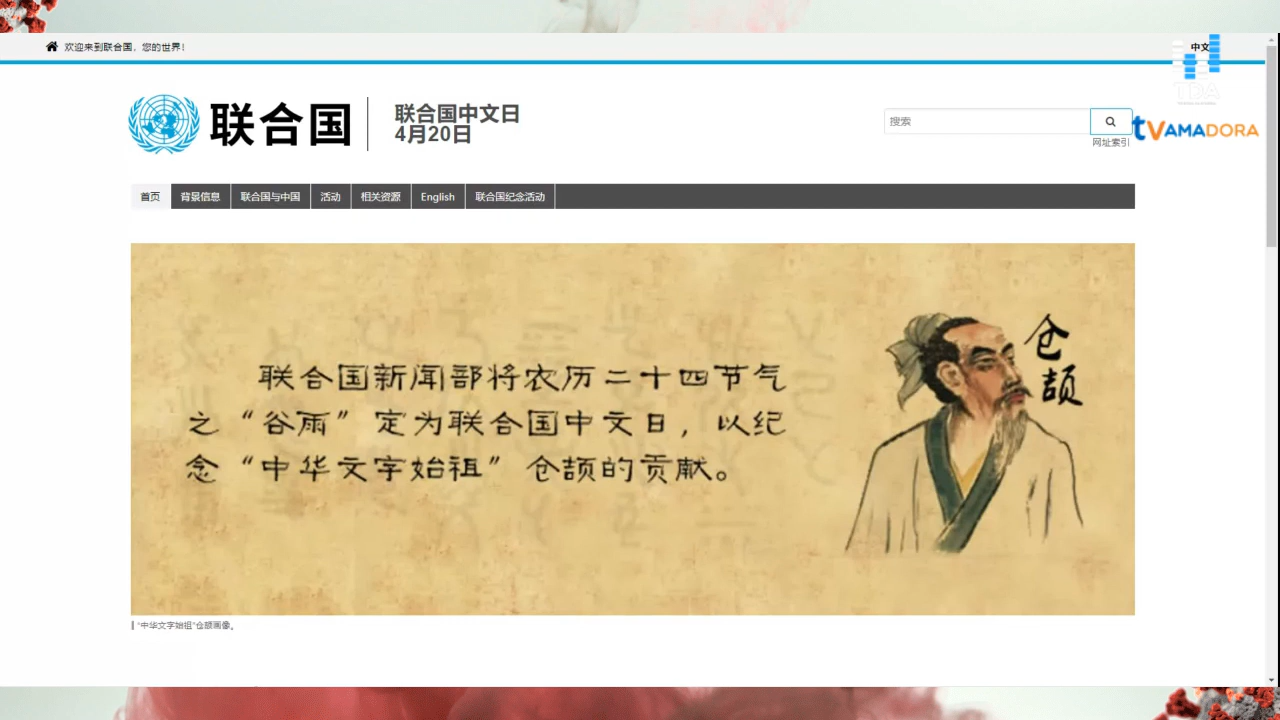 欢迎来到联合国，您的世界！
中文
TDA
联合国
联合国中文日
4月20日
搜索
网址索引
tVAMADORA
首页
背景信息
联合国与中国
活动
相关资源
English
联合国纪念活动
仓颉
联合国新闻部将农历二十四节气
之“谷雨”定为联合国中文日，以纪
念“中华文字始祖”仓颉的贡献。
“中华文字始祖”仓颉画像。